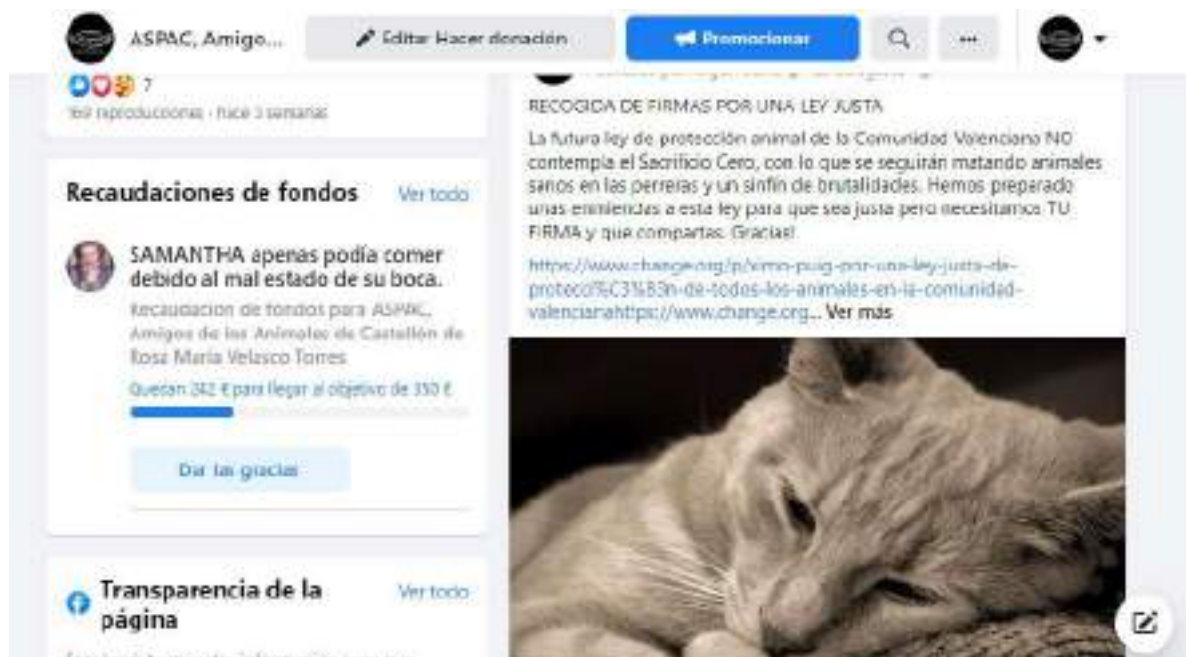 ASPAC, Amigo...
Editar Hacer donación
Promocionar
7
169 reproducciones · hace 3 semanas
Recaudaciones de fondos
Ver todo
SAMANTHA apenas podía comer
debido al mal estado de su boca.
Recaudación de fondos para ASPAC,
Amigos de los Animales de Castellón de
Rosa María Velasco Torres
Quedan 242 € para llegar al objetivo de 350 €
Dar las gracias
Transparencia de la
página
Ver todo
RECOGIDA DE FIRMAS POR UNA LEY JUSTA
La futura ley de protección animal de la Comunidad Valenciana NO
contempla el Sacrificio Cero, con lo que se seguirán matando animales
sanos en las perreras y un sinfín de brutalidades. Hemos preparado
unas enmiendas a esta ley para que sea justa pero necesitamos TU
FIRMA y que compartas. Gracias!
https://www.change.org/p/ximo-puig-por-una-ley-justa-de-
protecci%C3%B3n-de-todos-los-animales-en-la-comunidad-
valencianahttps://www.change.org... Ver más